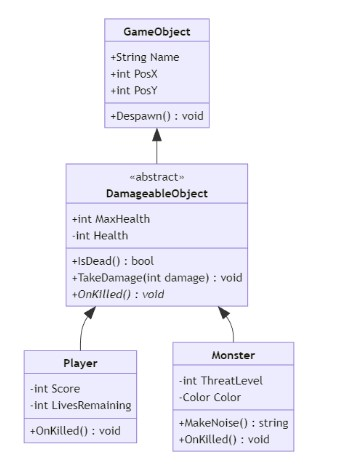 GameObject
+String Name
+int PosX
+int PosY
+Despawn() : void
«abstract»
DamageableObject
+int MaxHealth
-int Health
+IsDead() : bool
+TakeDamage(int damage) : void
+OnKilled() : void
Player
-int Score
-int LivesRemaining
+OnKilled() : void
Monster
-int ThreatLevel
-Color Color
+MakeNoise() : string
+OnKilled() : void